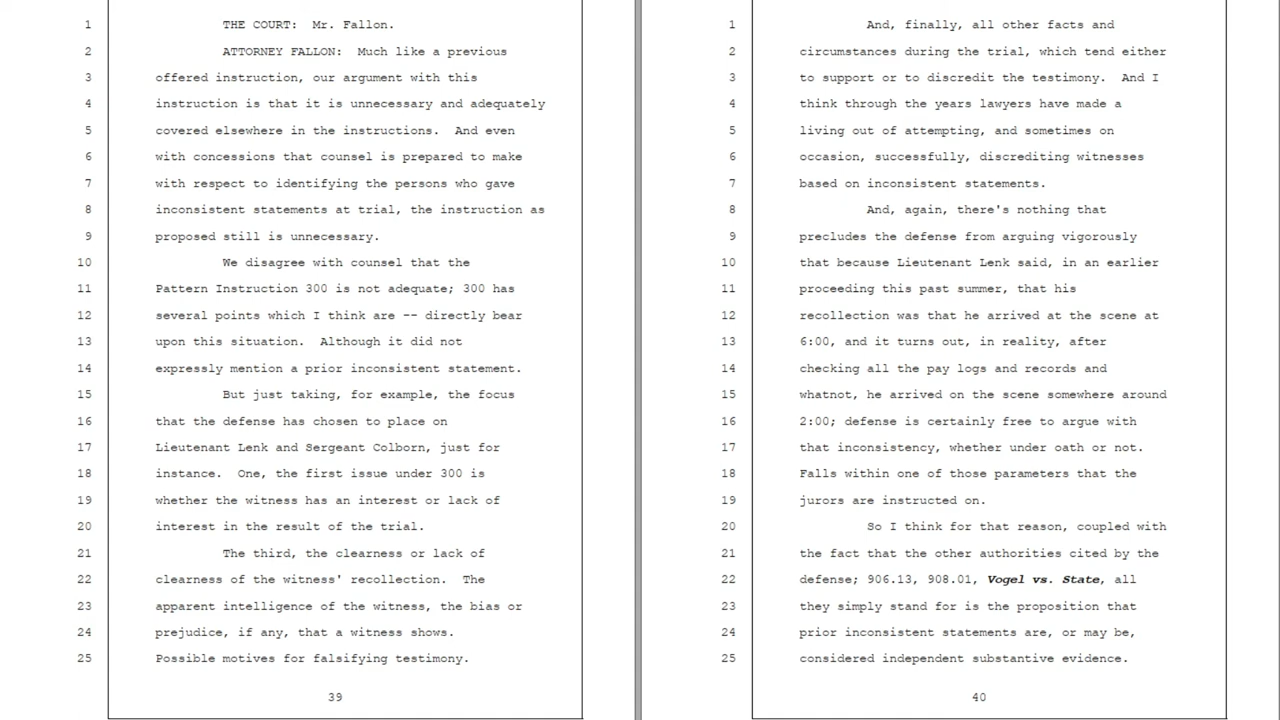 1 THE COURT: Mr. Fallon.
2 ATTORNEY FALLON: Much like a previous
3 offered instruction, our argument with this
4 instruction is that it is unnecessary and adequately
5 covered elsewhere in the instructions. And even
6 with concessions that counsel is prepared to make
7 with respect to identifying the persons who gave
8 inconsistent statements at trial, the instruction as
9 proposed still is unnecessary.
10 We disagree with counsel that the
11 Pattern Instruction 300 is not adequate; 300 has
12 several points which I think are -- directly bear
13 upon this situation. Although it did not
14 expressly mention a prior inconsistent statement.
15 But just taking, for example, the focus
16 that the defense has chosen to place on
17 Lieutenant Lenk and Sergeant Colborn, just for
18 instance. One, the first issue under 300 is
19 whether the witness has an interest or lack of
20 interest in the result of the trial.
21 The third, the clearness or lack of
22 clearness of the witness' recollection. The
23 apparent intelligence of the witness, the bias or
24 prejudice, if any, that a witness shows.
25 Possible motives for falsifying testimony.
39
1 And, finally, all other facts and
2 circumstances during the trial, which tend either
3 to support or to discredit the testimony. And I
4 think through the years lawyers have made a
5 living out of attempting, and sometimes on
6 occasion, successfully, discrediting witnesses
7 based on inconsistent statements.
8 And, again, there's nothing that
9 precludes the defense from arguing vigorously
10 that because Lieutenant Lenk said, in an earlier
11 proceeding this past summer, that his
12 recollection was that he arrived at the scene at
13 6:00, and it turns out, in reality, after
14 checking all the pay logs and records and
15 whatnot, he arrived on the scene somewhere around
16 2:00; defense is certainly free to argue with
17 that inconsistency, whether under oath or not.
18 Falls within one of those parameters that the
19 jurors are instructed on.
20 So I think for that reason, coupled with
21 the fact that the other authorities cited by the
22 defense; 906.13, 908.01, Vogel vs. State, all
23 they simply stand for is the proposition that
24 prior inconsistent statements are, or may be,
25 considered independent substantive evidence.
40